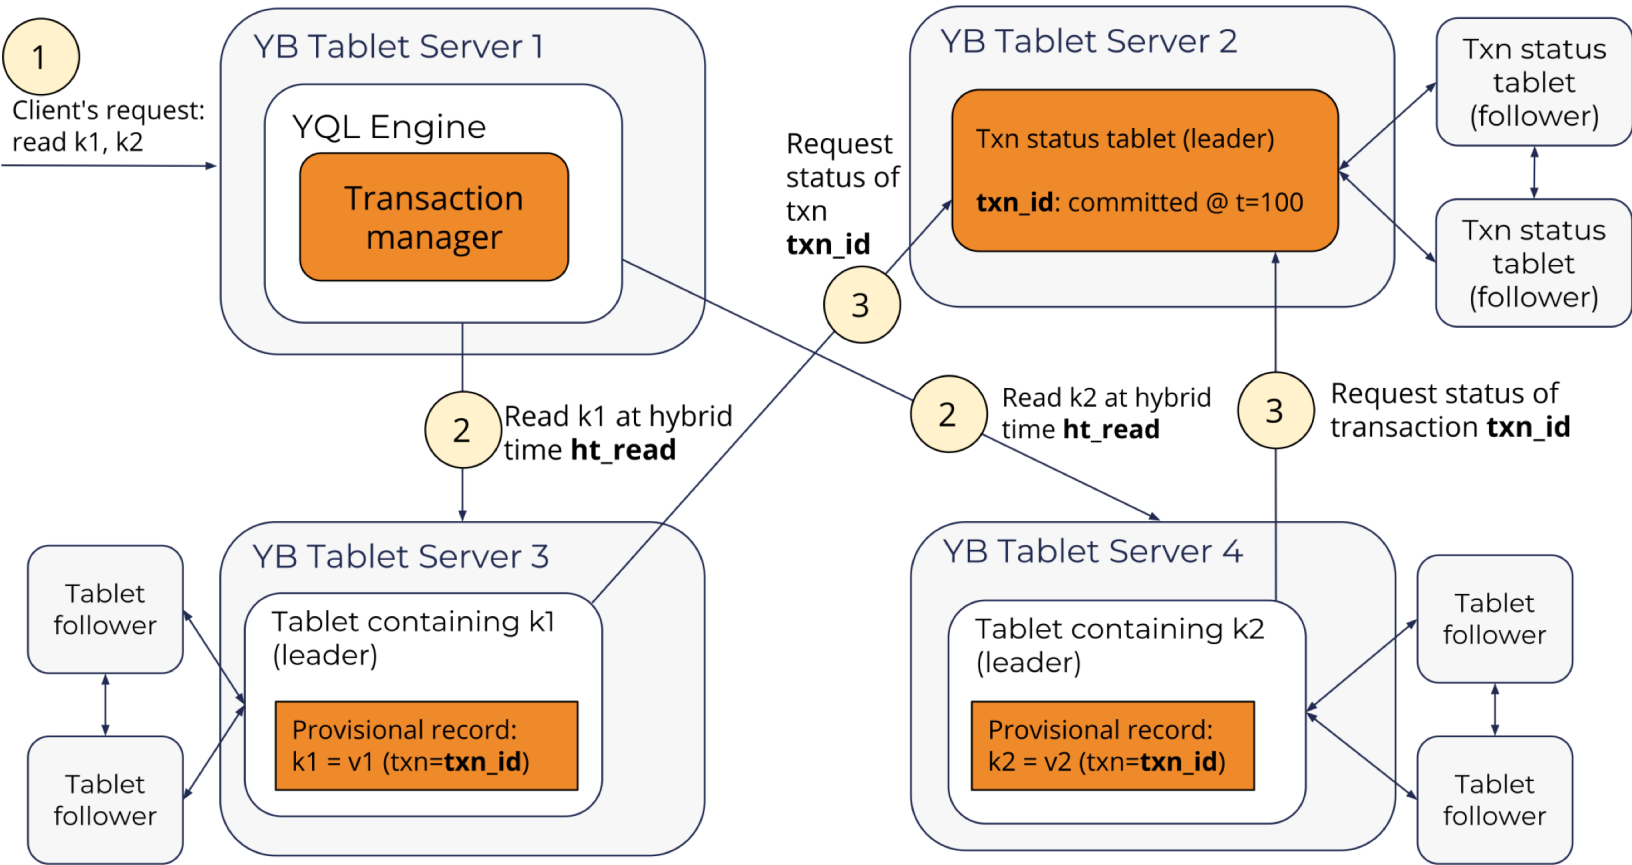 1
Client's request:
read k1, k2
YB Tablet Server 1
YQL Engine
Transaction
manager
YB Tablet Server 2
Txn status tablet (leader)
txn_id: committed @ t=100
Txn status
tablet
(follower)
Txn status
tablet
(follower)
Request
status of
txn
txn_id
3
2
Read k1 at hybrid
time ht_read
2
Read k2 at hybrid
time ht_read
3
Request status of
transaction txn_id
YB Tablet Server 3
Tablet containing k1
(leader)
Provisional record:
k1 = v1 (txn=txn_id)
Tablet
follower
Tablet
follower
YB Tablet Server 4
Tablet containing k2
(leader)
Provisional record:
k2 = v2 (txn=txn_id)
Tablet
follower
Tablet
follower